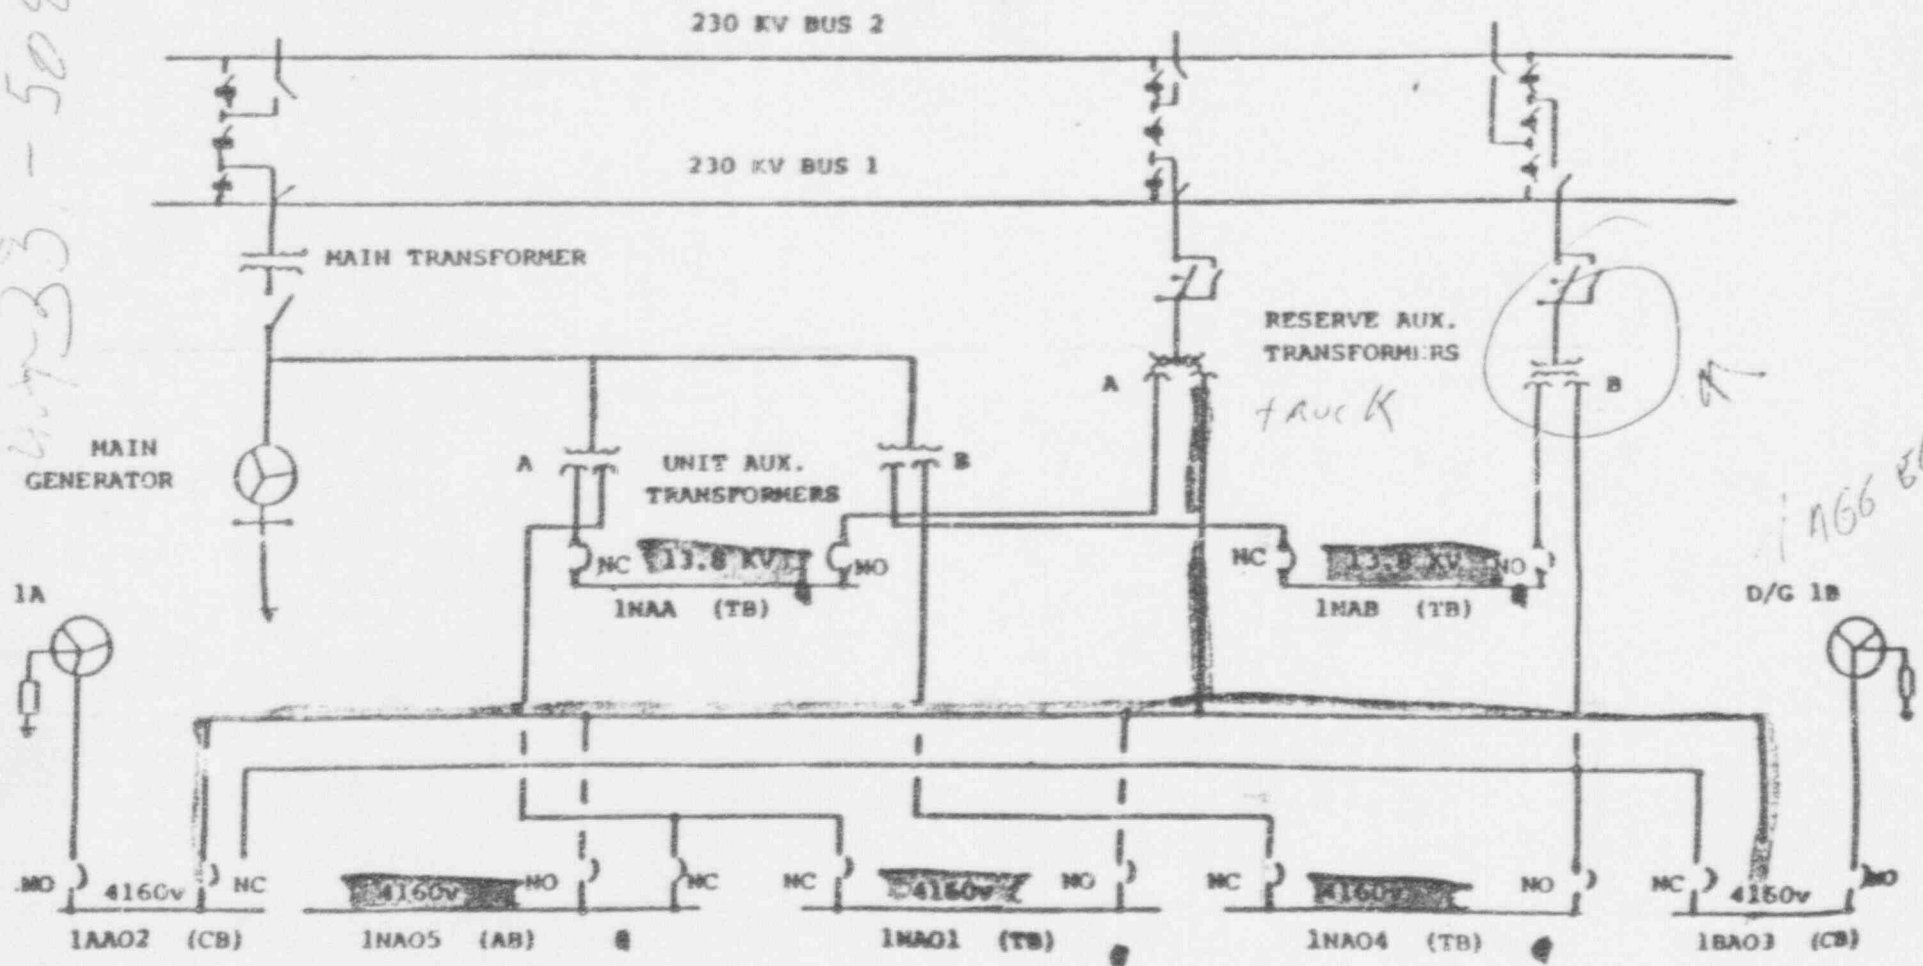 230 KV BUS 2
230 KV BUS 1
MAIN TRANSFORMER
RESERVE AUX.
TRANSFORMERS
A
B
truck
MAIN
GENERATOR
A
UNIT AUX.
TRANSFORMERS
B
NC
13.8 KV
NO
1NAA (TB)
NC
13.8 KV
NO
1NAB (TB)
1A
D/G 1B
NO
4160v
NC
4160v
NO
NC
NC
4160v
NO
NC
4160v
NO
NC
4160v
NO
1AA02 (CB)
1NA05 (AB)
1NA01 (TB)
1NA04 (TB)
1BA03 (CB)